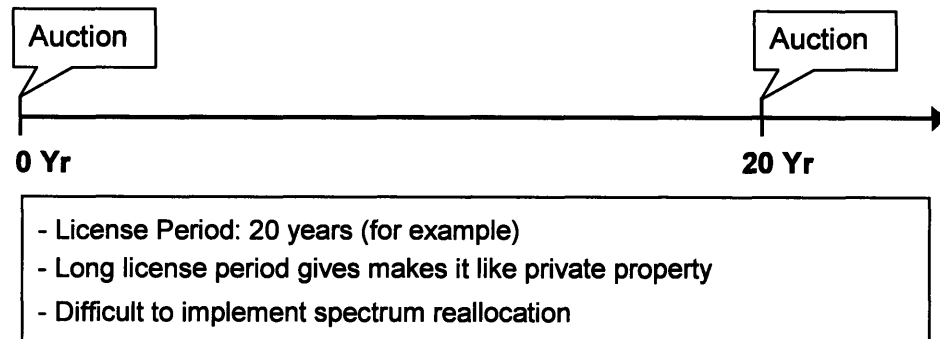 Auction
Auction
0 Yr
20 Yr
- License Period: 20 years (for example)
- Long license period gives makes it like private property
- Difficult to implement spectrum reallocation